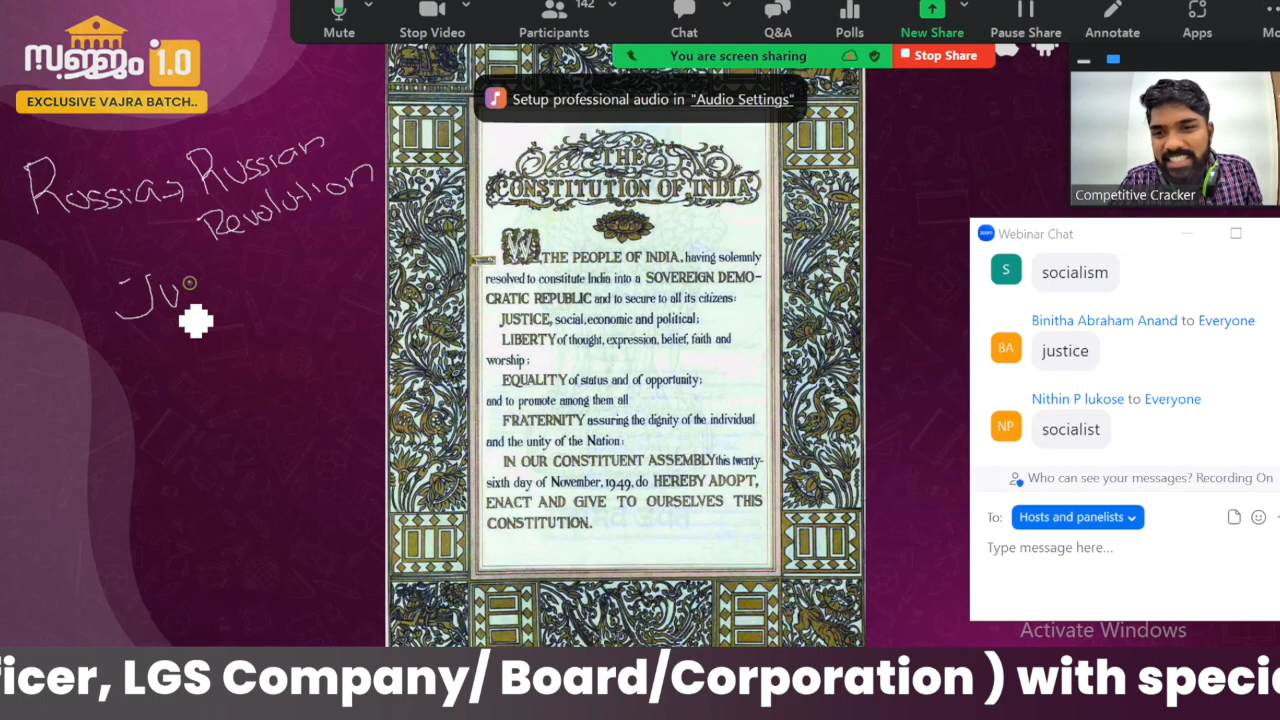 സ്വജ്ഞം 1.0
EXCLUSIVE VAJRA BATCH..
Mute
Stop Video
142
Participants
Chat
Q&A
Polls
New Share
Pause Share
Annotate
Apps
You are screen sharing
Stop Share
Setup professional audio in "Audio Settings"
Competitive Cracker
Russia→ Russian
Revolution
Ju
THE
CONSTITUTION OF INDIA
WE, THE PEOPLE OF INDIA, having solemnly
resolved to constitute India into a SOVEREIGN DEMO-
CRATIC REPUBLIC and to secure to all its citizens:
JUSTICE, social, economic and political;
LIBERTY of thought, expression, belief, faith and
worship;
EQUALITY of status and of opportunity;
and to promote among them all
FRATERNITY assuring the dignity of the individual
and the unity of the Nation;
IN OUR CONSTITUENT ASSEMBLY this twenty-
sixth day of November, 1949, do HEREBY ADOPT,
ENACT AND GIVE TO OURSELVES THIS
CONSTITUTION.
Webinar Chat
S
socialism
Binitha Abraham Anand to Everyone
BA
justice
Nithin P lukose to Everyone
NP
socialist
Who can see your messages? Recording On
To: Hosts and panelists
Type message here...
Activate Windows
ficer, LGS Company/ Board/Corporation ) with specia